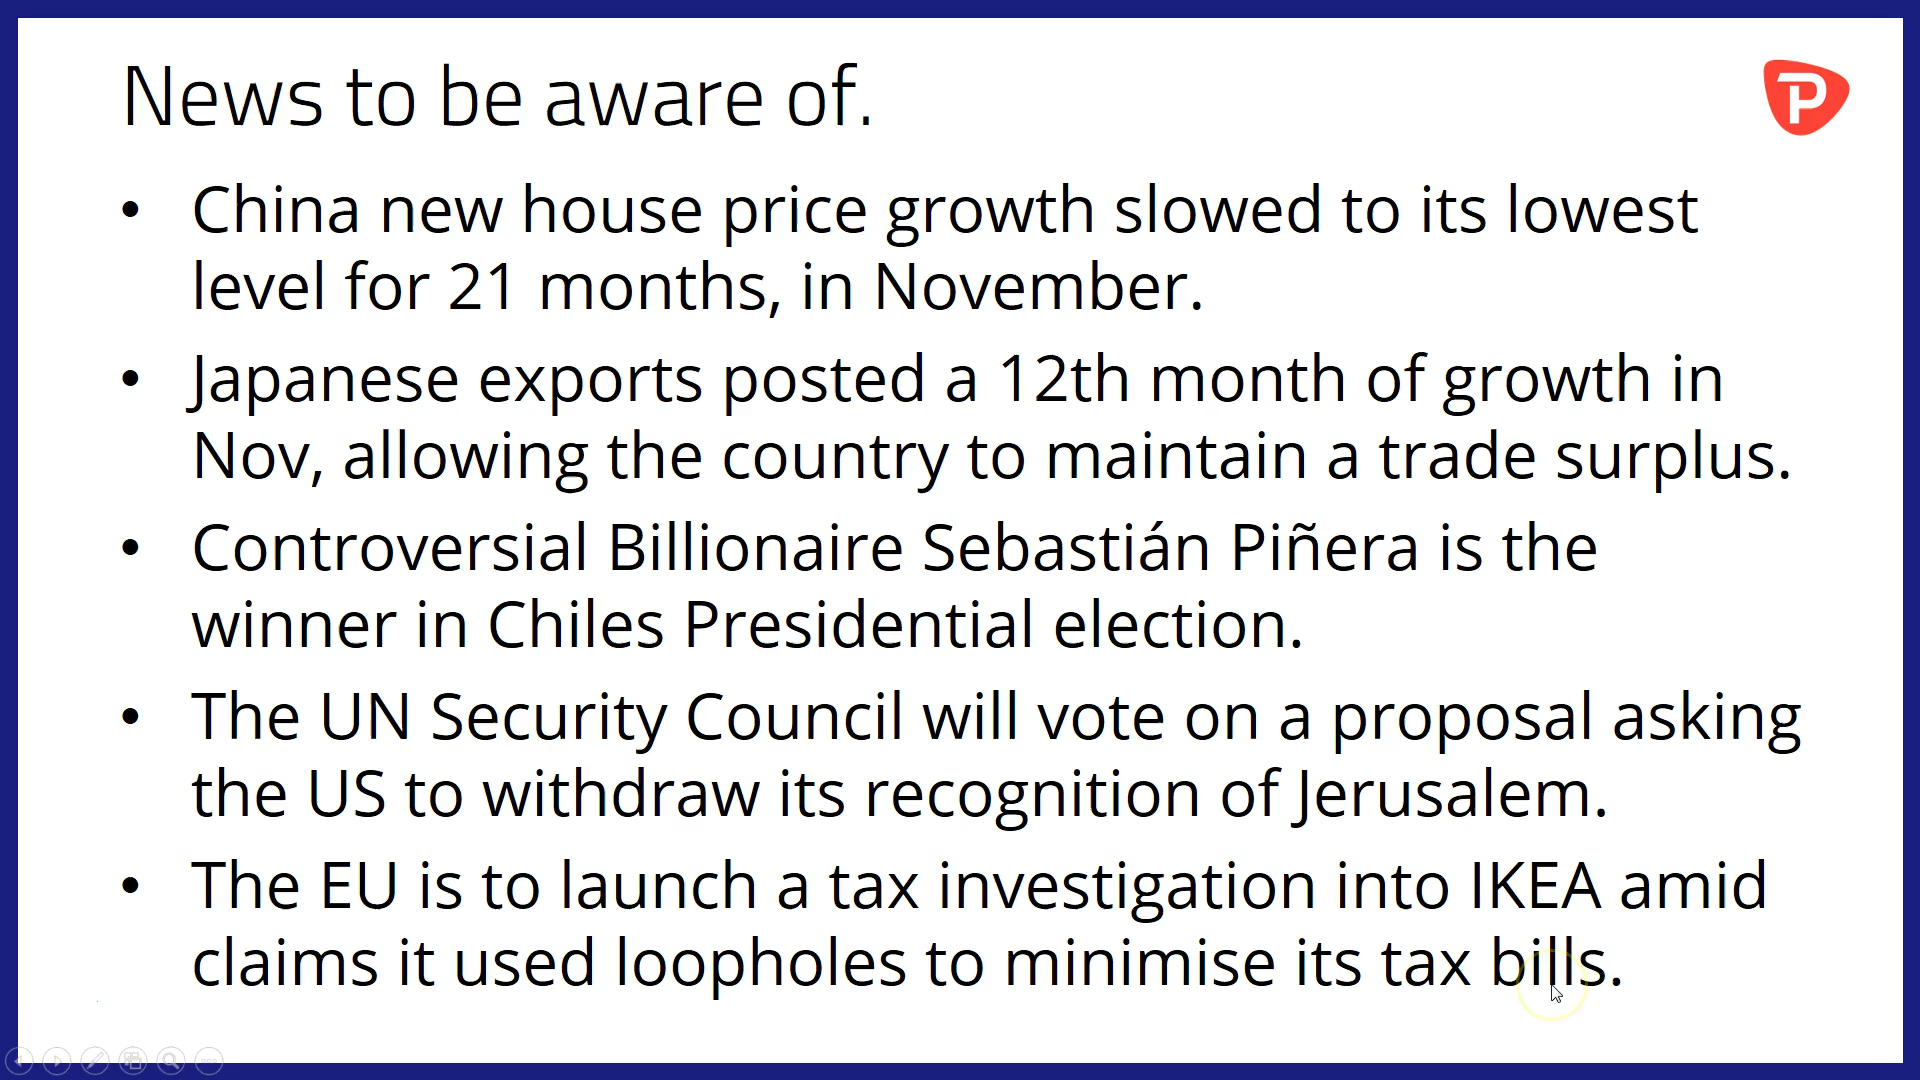 News to be aware of.
P
• China new house price growth slowed to its lowest
level for 21 months, in November.
• Japanese exports posted a 12th month of growth in
Nov, allowing the country to maintain a trade surplus.
• Controversial Billionaire Sebastián Piñera is the
winner in Chiles Presidential election.
• The UN Security Council will vote on a proposal asking
the US to withdraw its recognition of Jerusalem.
• The EU is to launch a tax investigation into IKEA amid
claims it used loopholes to minimise its tax bills.